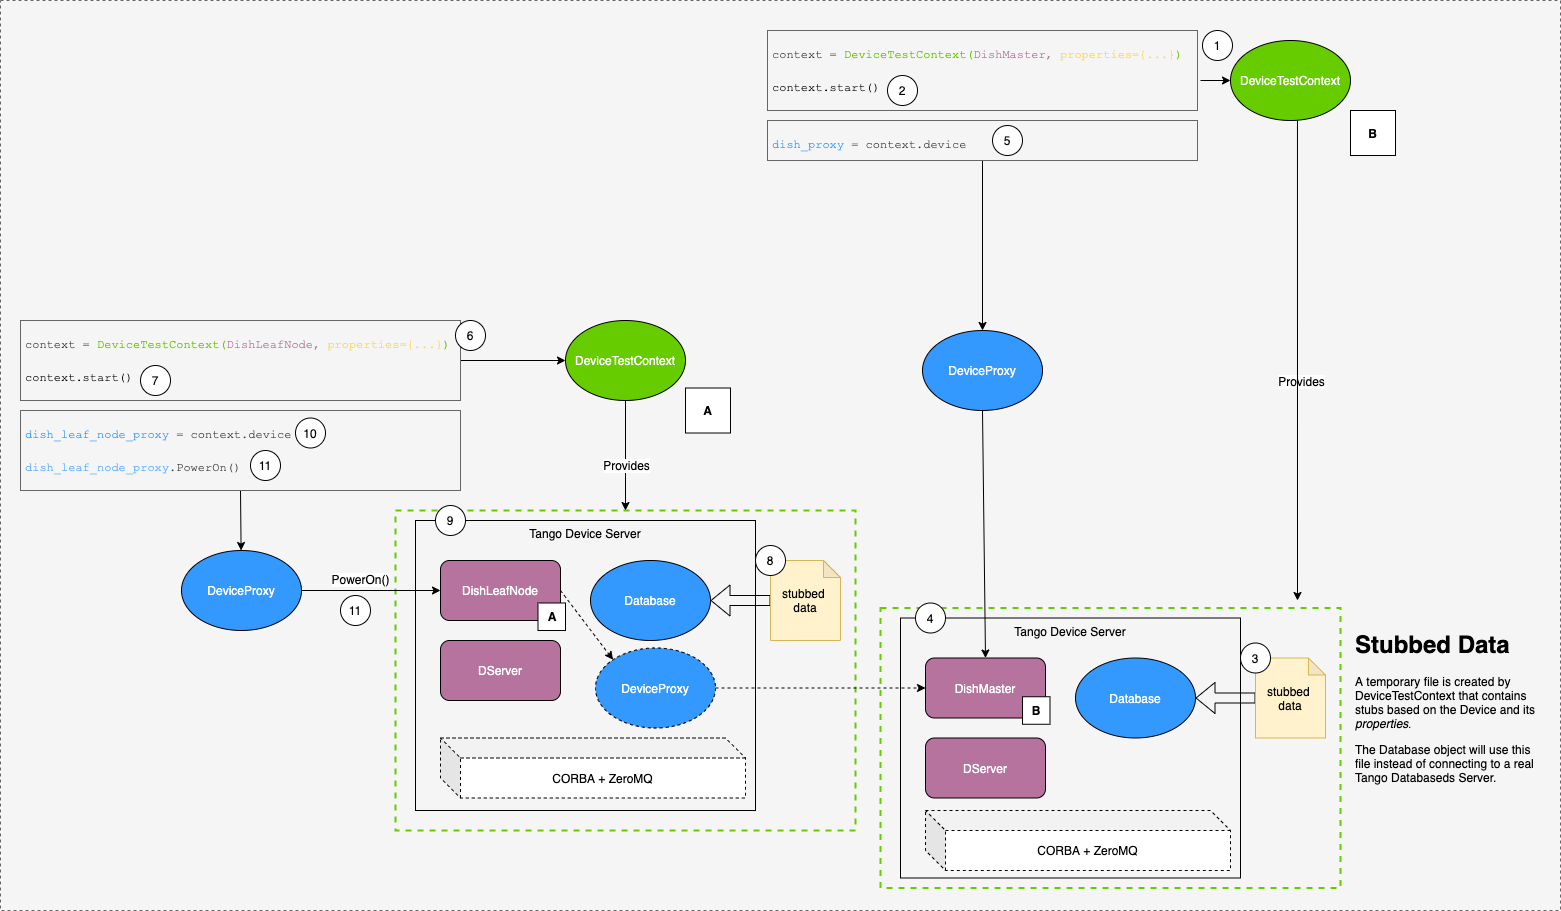 context = DeviceTestContext(DishMaster, properties={...})
1
DeviceTestContext
context.start()
2
B
dish_proxy = context.device
5
DeviceProxy
Provides
context = DeviceTestContext(DishLeafNode, properties={...})
6
DeviceTestContext
context.start()
7
A
dish_leaf_node_proxy = context.device
10
dish_leaf_node_proxy.PowerOn()
11
Provides
9
Tango Device Server
8
DeviceProxy
PowerOn()
11
DishLeafNode
A
Database
stubbed
data
DServer
DeviceProxy
CORBA + ZeroMQ
4
Tango Device Server
3
DishMaster
B
Database
stubbed
data
DServer
CORBA + ZeroMQ
Stubbed Data
A temporary file is created by
DeviceTestContext that contains
stubs based on the Device and its
properties.
The Database object will use this
file instead of connecting to a real
Tango Databaseds Server.